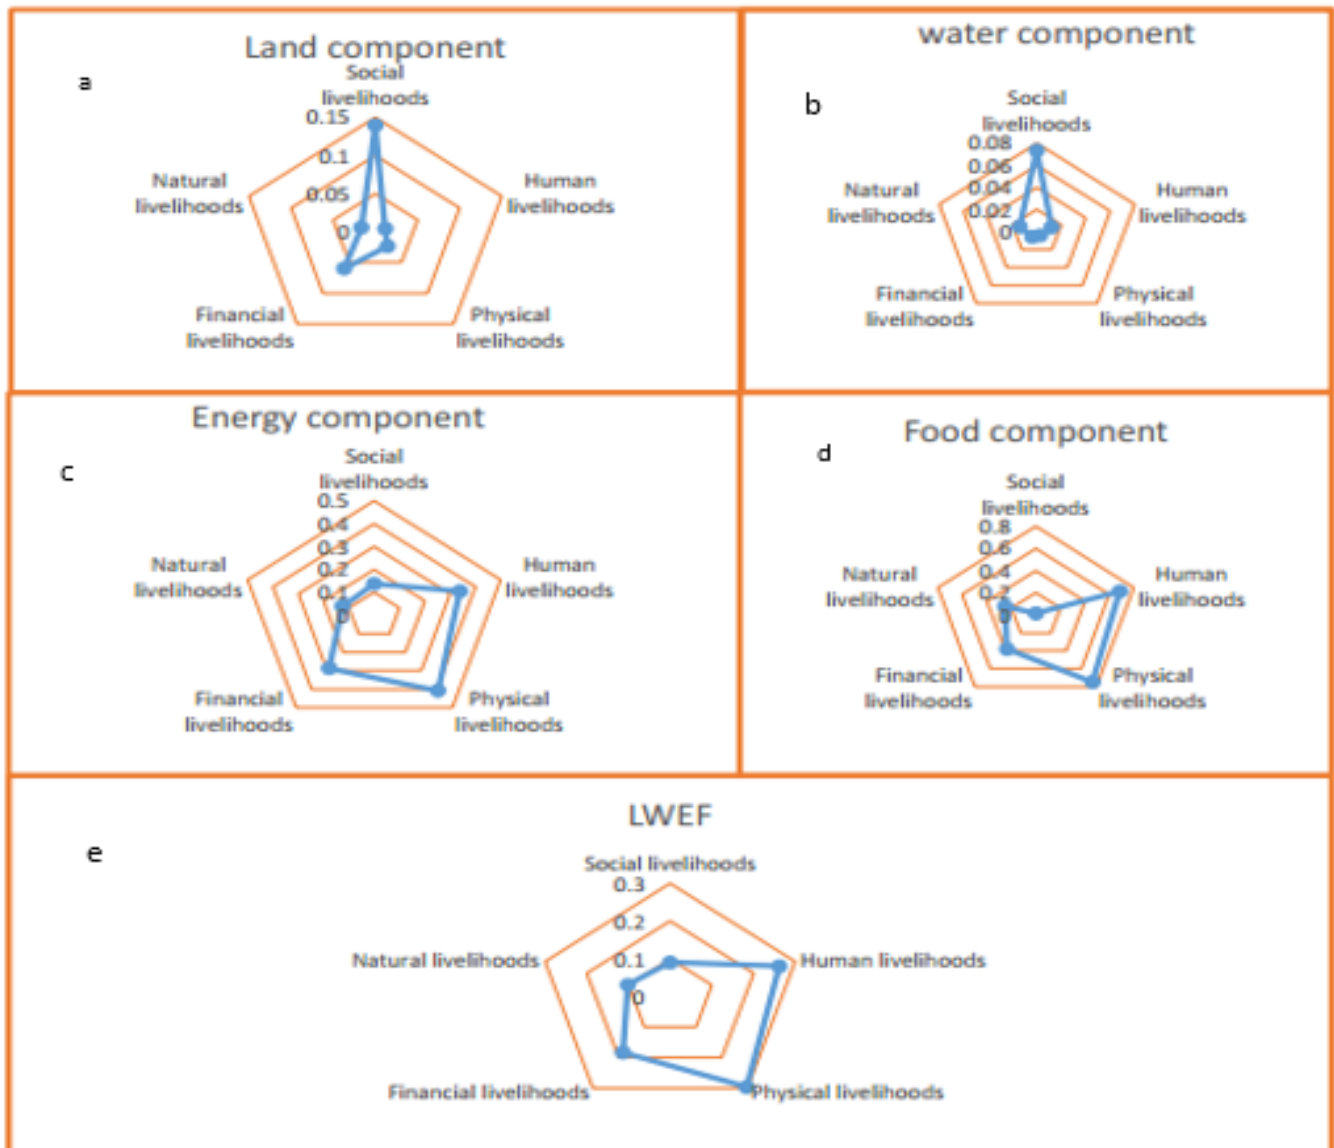 Land component
a
Social
livelihoods
0.15
0.1
0.05
0
Human
livelihoods
Physical
livelihoods
Financial
livelihoods
Natural
livelihoods
water component
b
Social
livelihoods
0.08
0.06
0.04
0.02
0
Human
livelihoods
Physical
livelihoods
Financial
livelihoods
Natural
livelihoods
Energy component
c
Social
livelihoods
0.5
0.4
0.3
0.2
0.1
0
Human
livelihoods
Physical
livelihoods
Financial
livelihoods
Natural
livelihoods
Food component
d
Social
livelihoods
0.8
0.6
0.4
0.2
0
Human
livelihoods
Physical
livelihoods
Financial
livelihoods
Natural
livelihoods
LWEF
e
Social livelihoods
0.3
0.2
0.1
0
Human livelihoods
Physical livelihoods
Financial livelihoods
Natural livelihoods